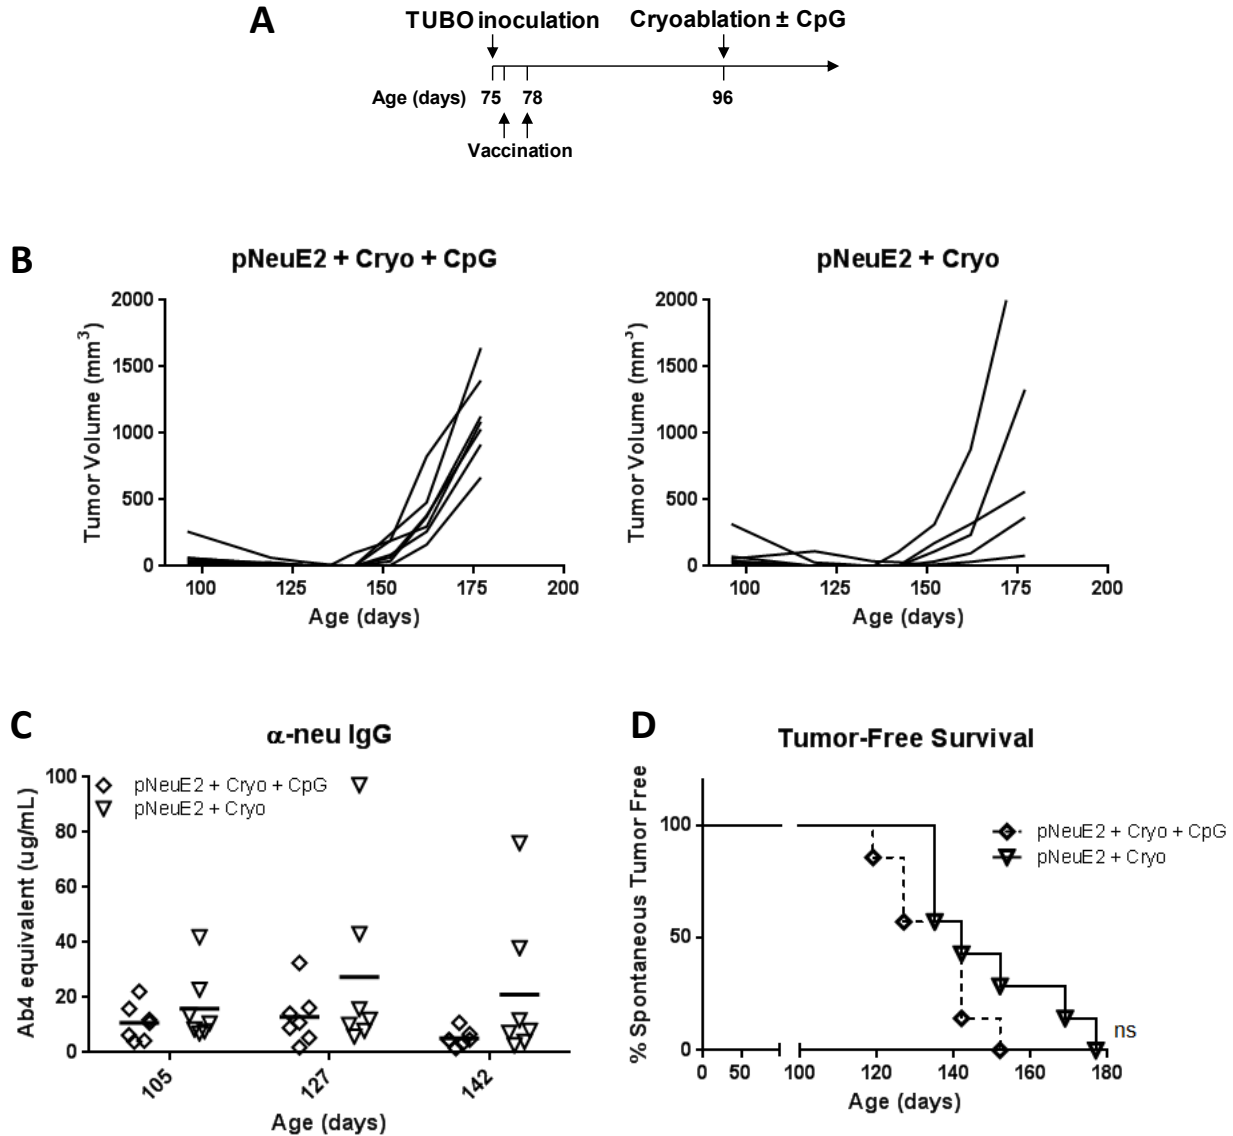 A
TUBO inoculation Cryoablation ± CpG
Age (days) 75 78 96
Vaccination
B
pNeuE2 + Cryo + CpG
Tumor Volume (mm3)
2000
1500
1000
500
0
100 125 150 175 200
Age (days)
pNeuE2 + Cryo
Tumor Volume (mm3)
2000
1500
1000
500
0
100 125 150 175 200
Age (days)
C
α-neu IgG
Ab4 equivalent (ug/mL)
100
80
60
40
20
0
pNeuE2 + Cryo + CpG
pNeuE2 + Cryo
105 127 142
Age (days)
D
Tumor-Free Survival
% Spontaneous Tumor Free
100
50
0
pNeuE2 + Cryo + CpG
pNeuE2 + Cryo
ns
0 50 100 120 140 160 180
Age (days)